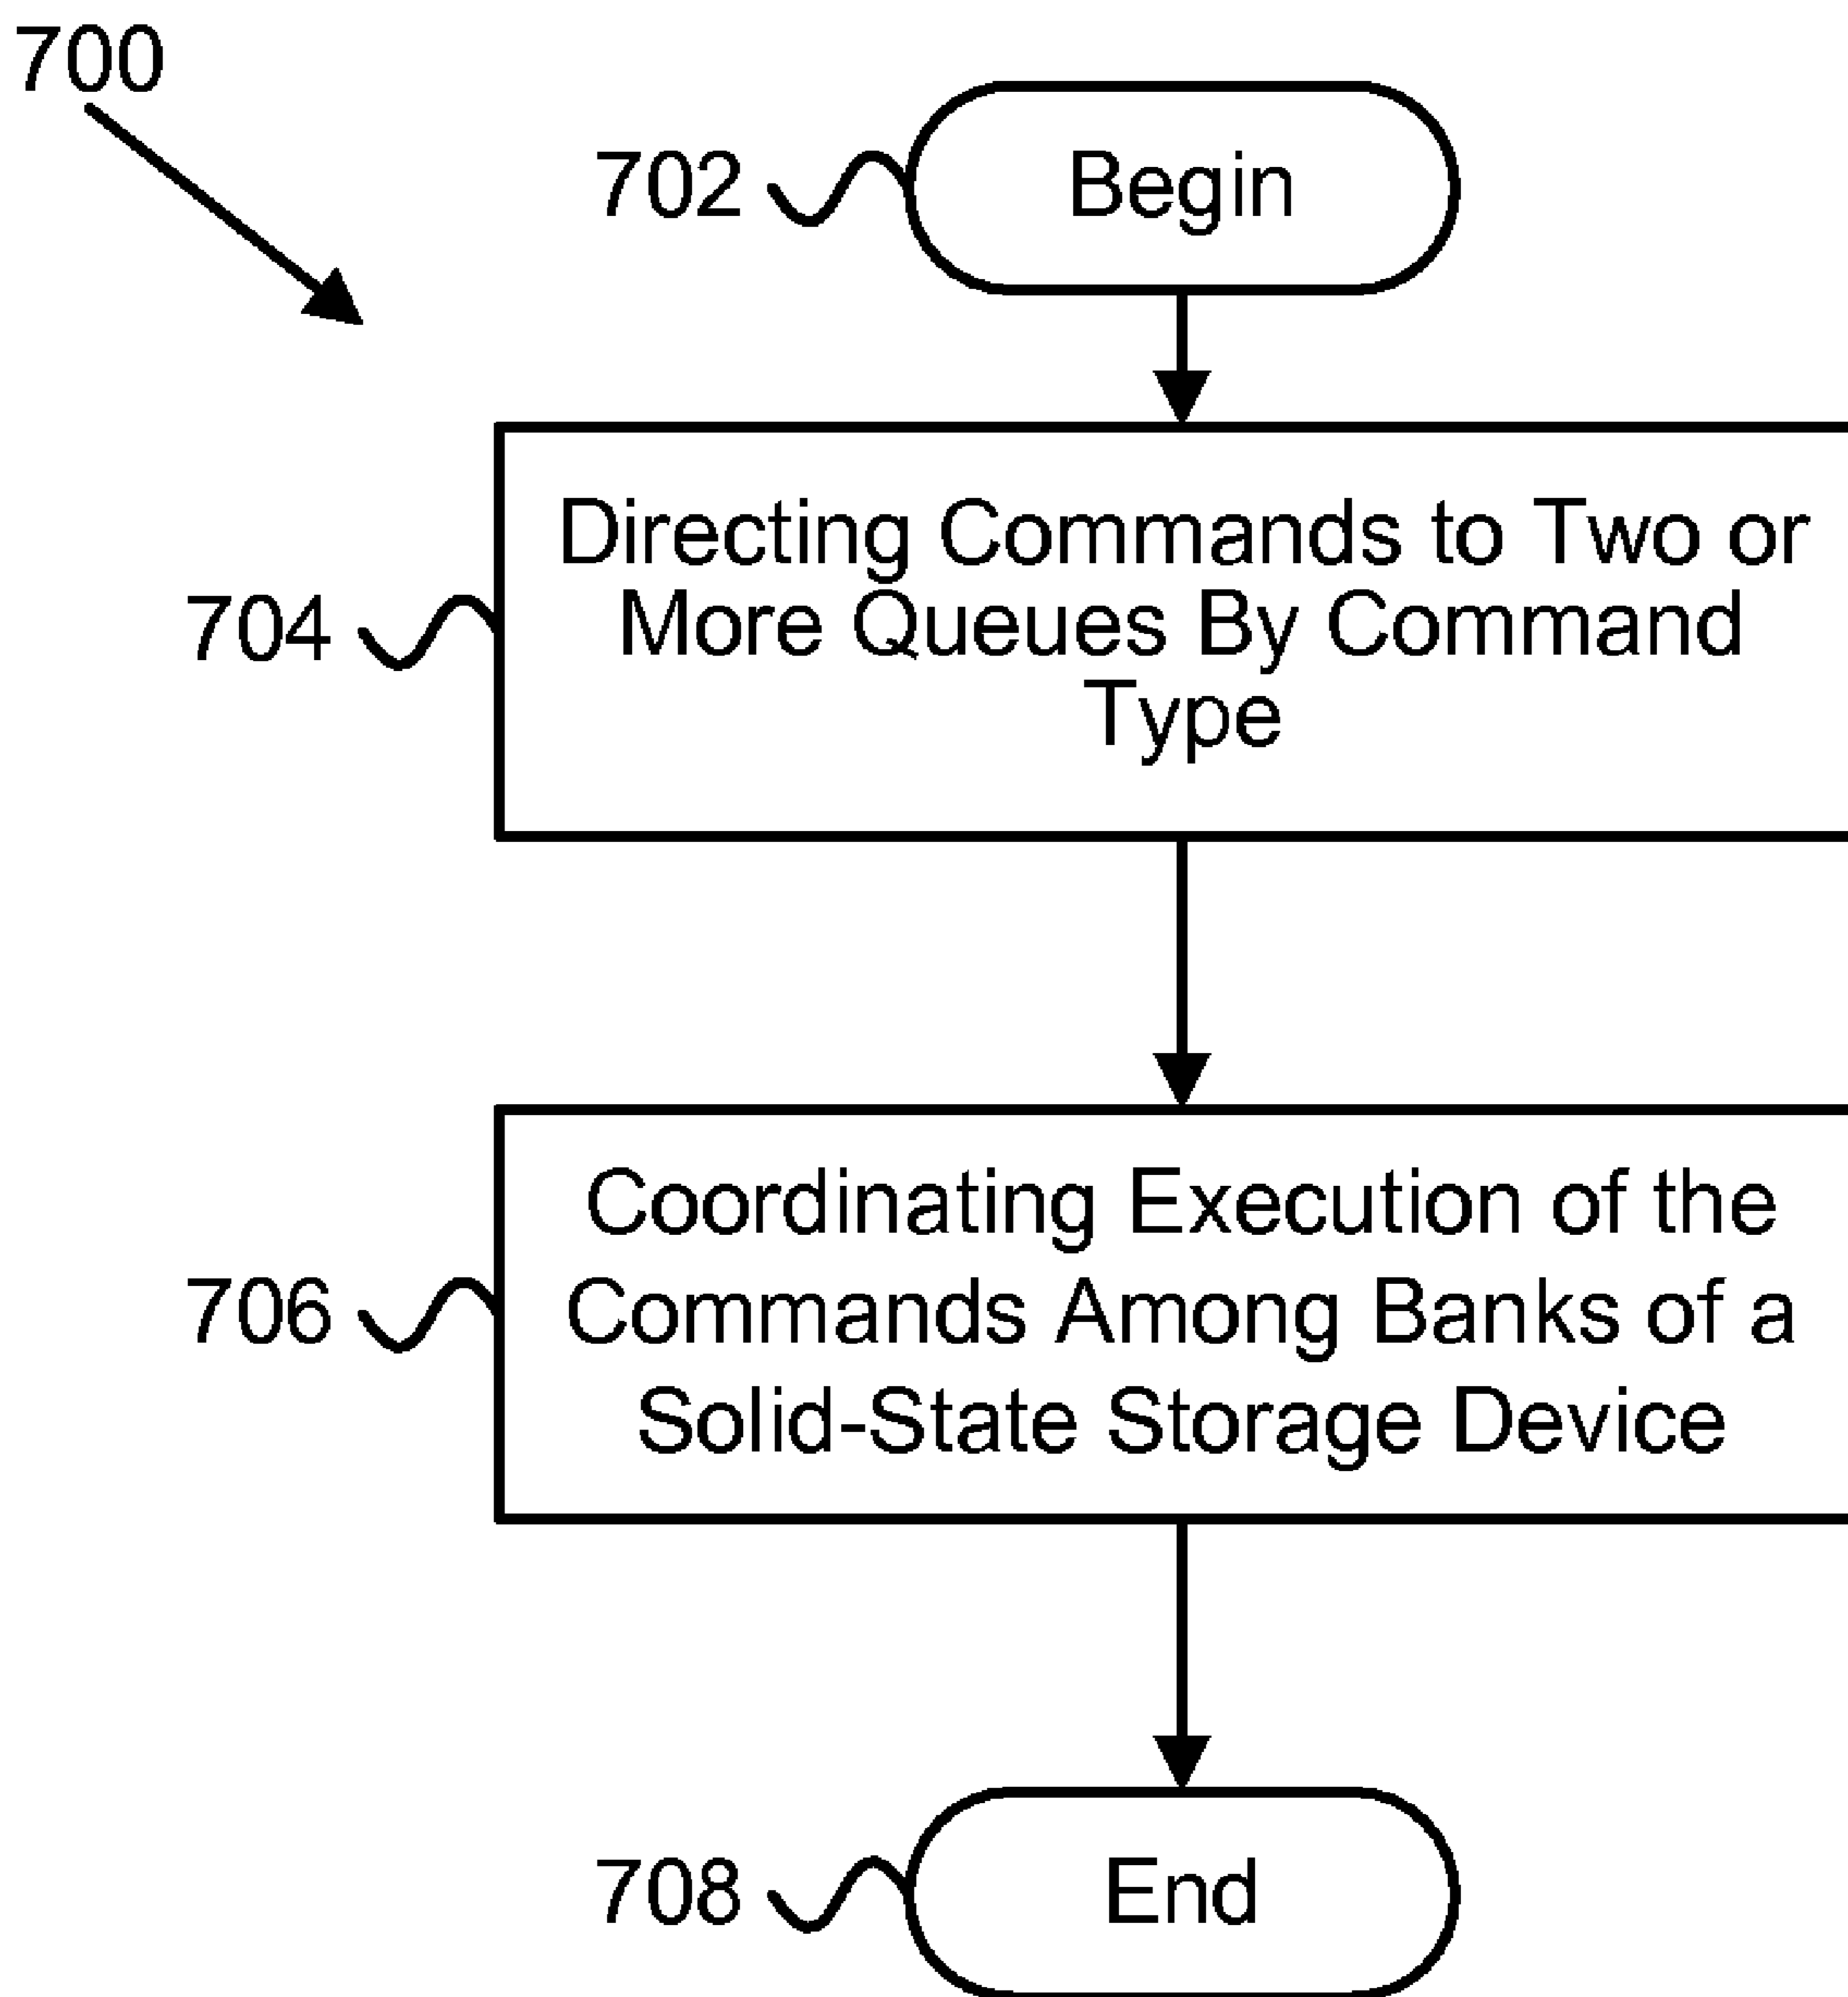 700
702
Begin
Directing Commands to Two or
More Queues By Command
Type
704
Coordinating Execution of the
Commands Among Banks of a
Solid-State Storage Device
706
708
End